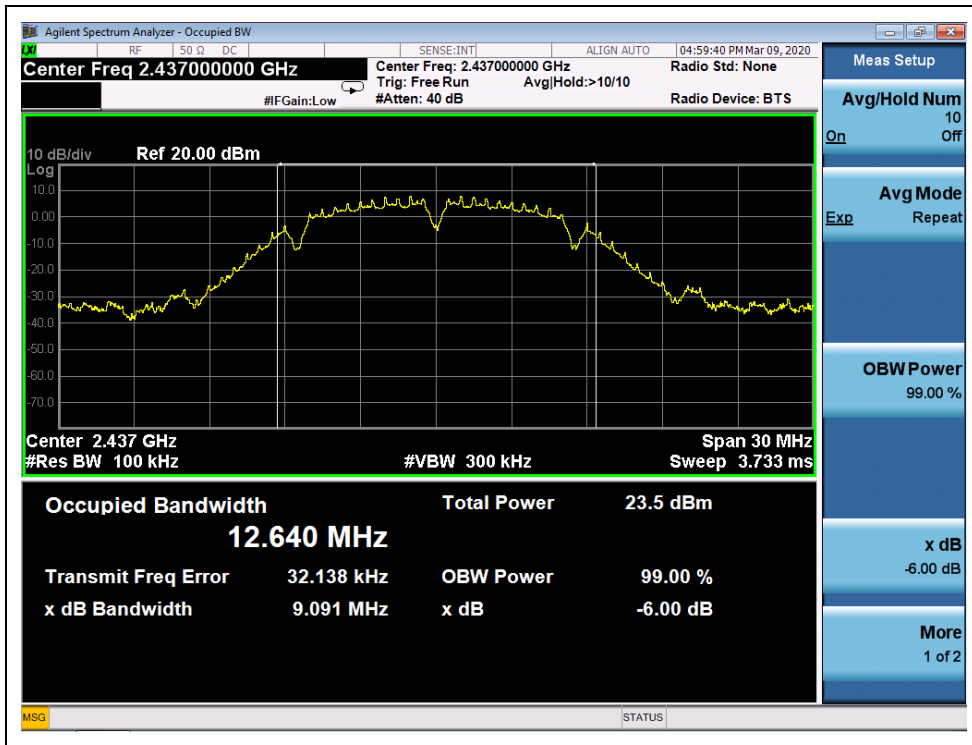 Agilent Spectrum Analyzer - Occupied BW
LXI RF 50 Ω DC SENSE:INT ALIGN AUTO 04:59:40 PM Mar 09, 2020
Center Freq 2.437000000 GHz
Center Freq: 2.437000000 GHz Radio Std: None
Trig: Free Run Avg|Hold:>10/10
#IFGain:Low #Atten: 40 dB Radio Device: BTS
10 dB/div Ref 20.00 dBm
Log
10.0
0.00
-10.0
-20.0
-30.0
-40.0
-50.0
-60.0
-70.0
Center 2.437 GHz Span 30 MHz
#Res BW 100 kHz #VBW 300 kHz Sweep 3.733 ms
Occupied Bandwidth Total Power 23.5 dBm
12.640 MHz
Transmit Freq Error 32.138 kHz OBW Power 99.00 %
x dB Bandwidth 9.091 MHz x dB -6.00 dB
MSG STATUS
Meas Setup
Avg/Hold Num
10
On Off
Avg Mode
Exp Repeat
OBW Power
99.00 %
x dB
-6.00 dB
More
1 of 2